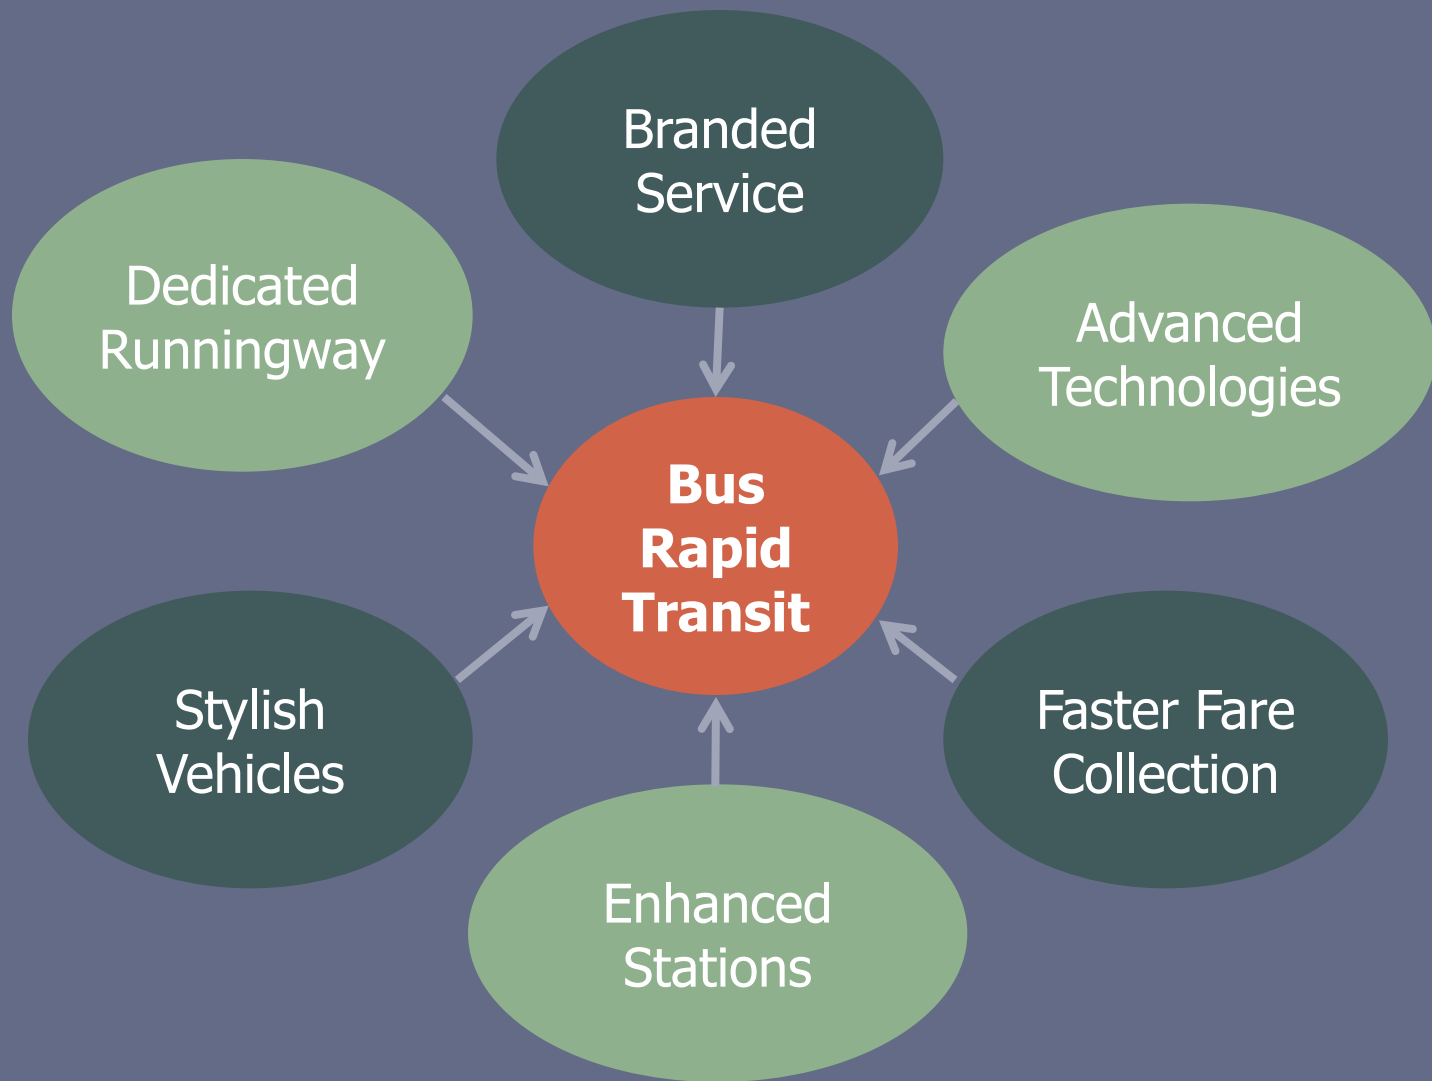 Branded
Service
Dedicated
Runningway
Advanced
Technologies
Bus
Rapid
Transit
Stylish
Vehicles
Faster Fare
Collection
Enhanced
Stations